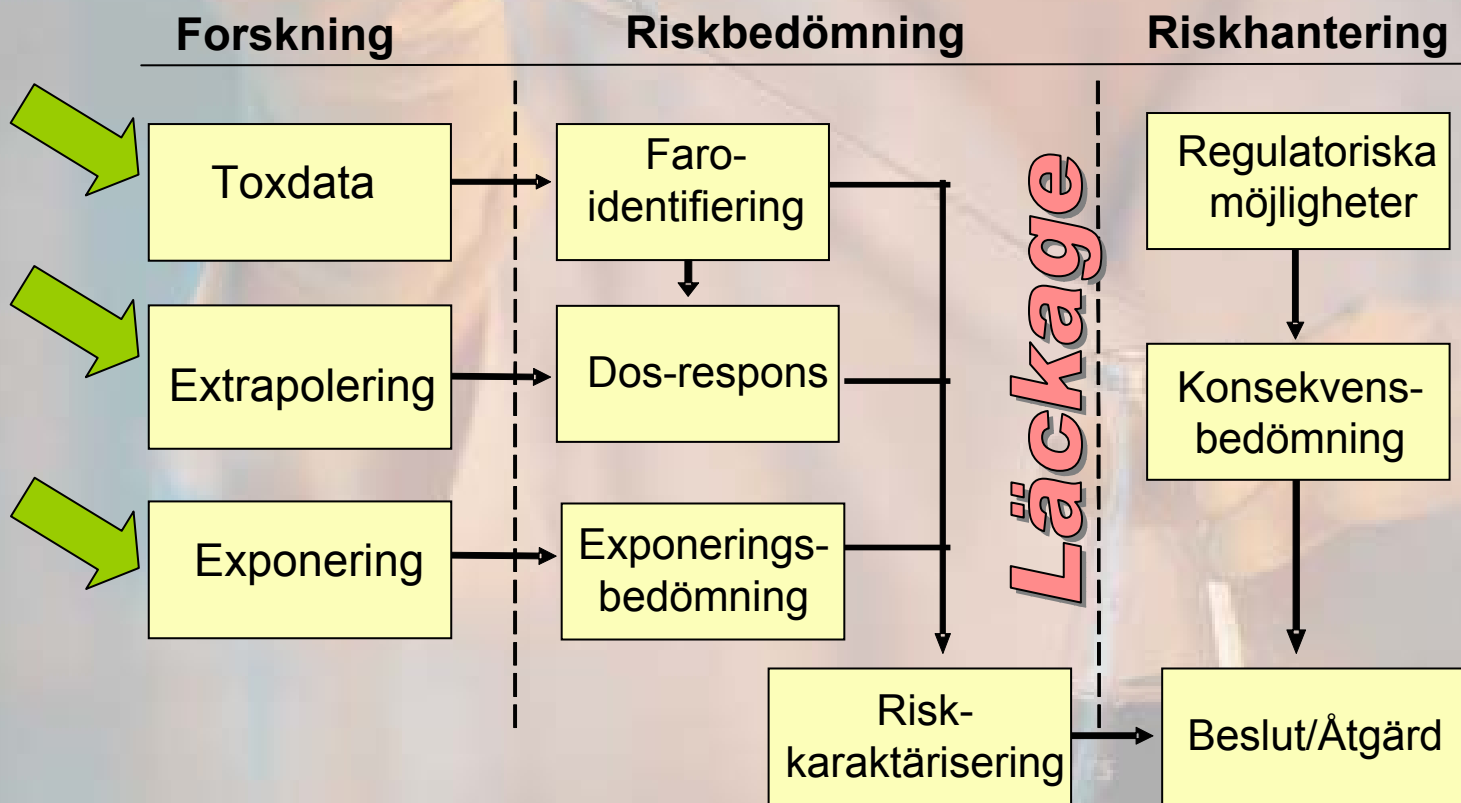 Forskning
Riskbedömning
Riskhantering
Toxdata
Faro-
identifiering
Regulatoriska
möjligheter
Extrapolering
Dos-respons
Läckage
Konsekvens-
bedömning
Exponering
Exponerings-
bedömning
Risk-
karaktärisering
Beslut/Åtgärd